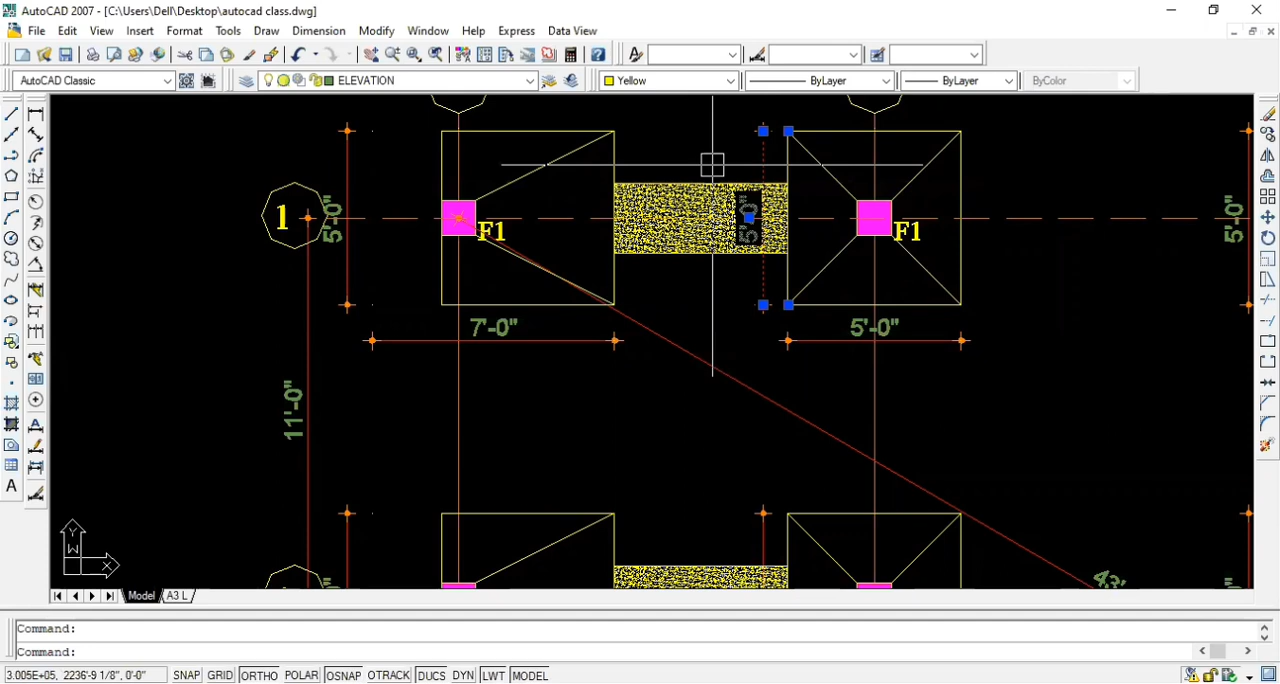 AutoCAD 2007 - [C:\Users\Dell\Desktop\autocad class.dwg]
File Edit View Insert Format Tools Draw Dimension Modify Window Help Express Data View
AutoCAD Classic ELEVATION Yellow ByLayer ByLayer ByColor
1
5'-0"
F1
5'-0"
F1
5'-0"
7'-0"
5'-0"
11'-0"
43'
Y
W
X
A
Model A3 L
Command:
Command:
3.005E+05, 2236'-9 1/8", 0'-0" SNAP GRID ORTHO POLAR OSNAP OTRACK DUCS DYN LWT MODEL